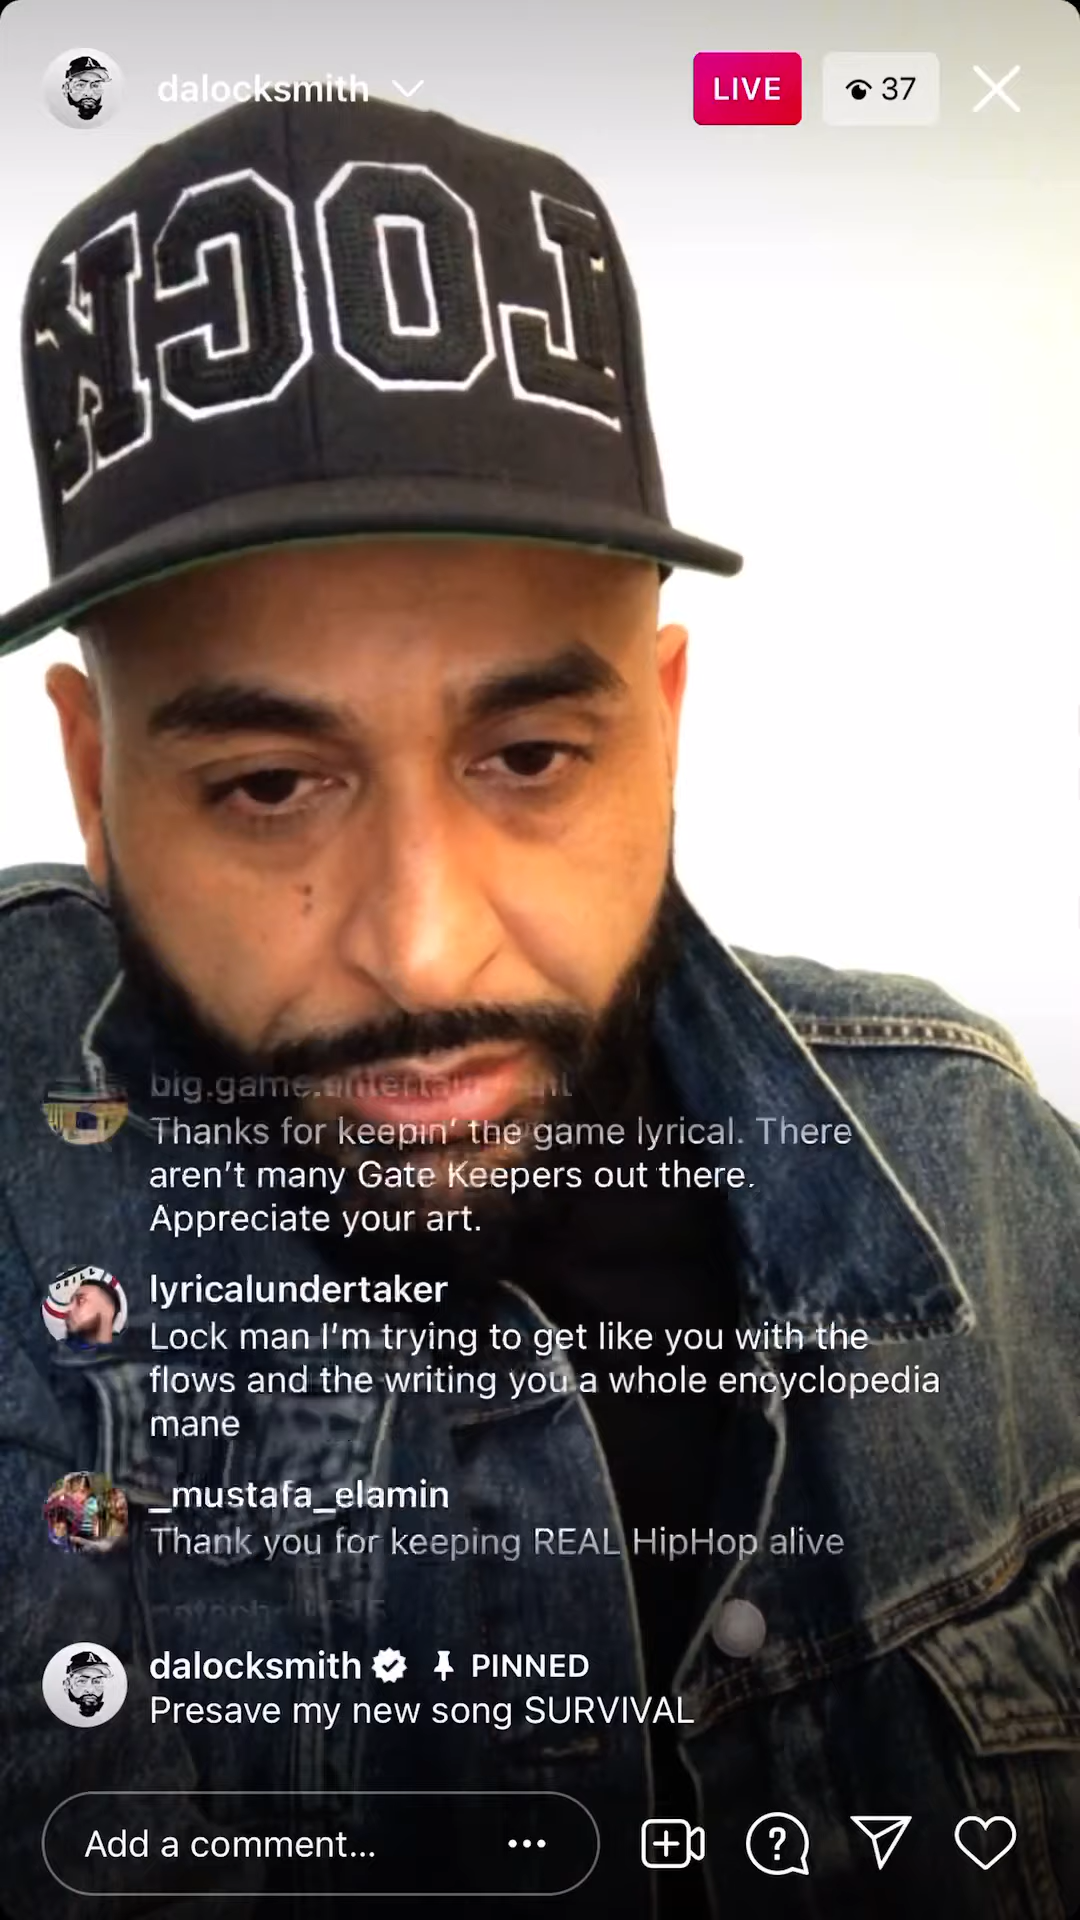 dalocksmith
LIVE
37
LOCK
Thanks for keepin’ the game lyrical. There
aren’t many Gate Keepers out there.
Appreciate your art.
lyricalundertaker
Lock man I’m trying to get like you with the
flows and the writing you a whole encyclopedia
mane
_mustafa_elamin
Thank you for keeping REAL HipHop alive
dalocksmith PINNED
Presave my new song SURVIVAL
Add a comment...